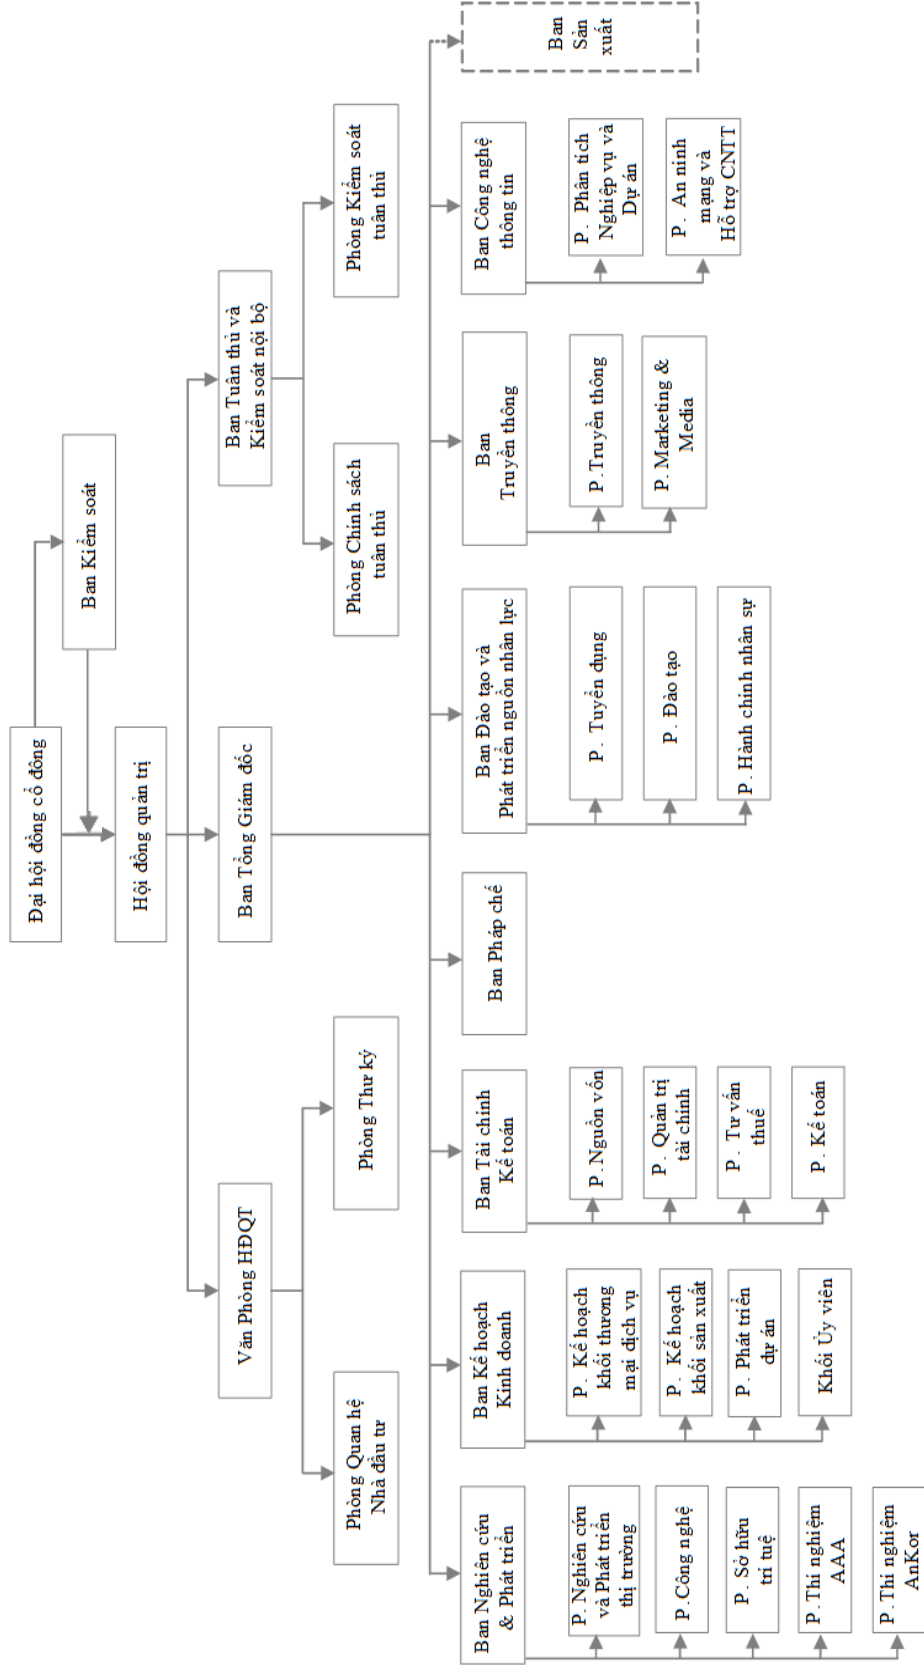 Đại hội đồng cổ đông
Ban Kiểm soát
Hội đồng quản trị
Văn Phòng HĐQT
Ban Tổng Giám đốc
Ban Tuân thủ và
Kiểm soát nội bộ
Phòng Quan hệ
Nhà đầu tư
Phòng Thư ký
Phòng Chính sách
tuân thủ
Phòng Kiểm soát
tuân thủ
Ban Nghiên cứu
& Phát triển
P. Nghiên cứu
và Phát triển
thị trường
P. Công nghệ
P. Sở hữu
trí tuệ
P. Thí nghiệm
AAA
P. Thí nghiệm
AnKor
Ban Kế hoạch
Kinh doanh
P. Kế hoạch
khối thương
mại dịch vụ
P. Kế hoạch
khối sản xuất
P. Phát triển
dự án
Khối Ủy viên
Ban Tài chính
Kế toán
P. Nguồn vốn
P. Quản trị
tài chính
P. Tư vấn
thuế
P. Kế toán
Ban Pháp chế
Ban Đào tạo và
Phát triển nguồn nhân lực
P. Tuyển dụng
P. Đào tạo
P. Hành chính nhân sự
Ban
Truyền thông
P. Truyền thông
P. Marketing &
Media
Ban Công nghệ
thông tin
P. Phân tích
Nghiệp vụ và
Dự án
P. An ninh
mạng và
Hỗ trợ CNTT
Ban
Sản
xuất